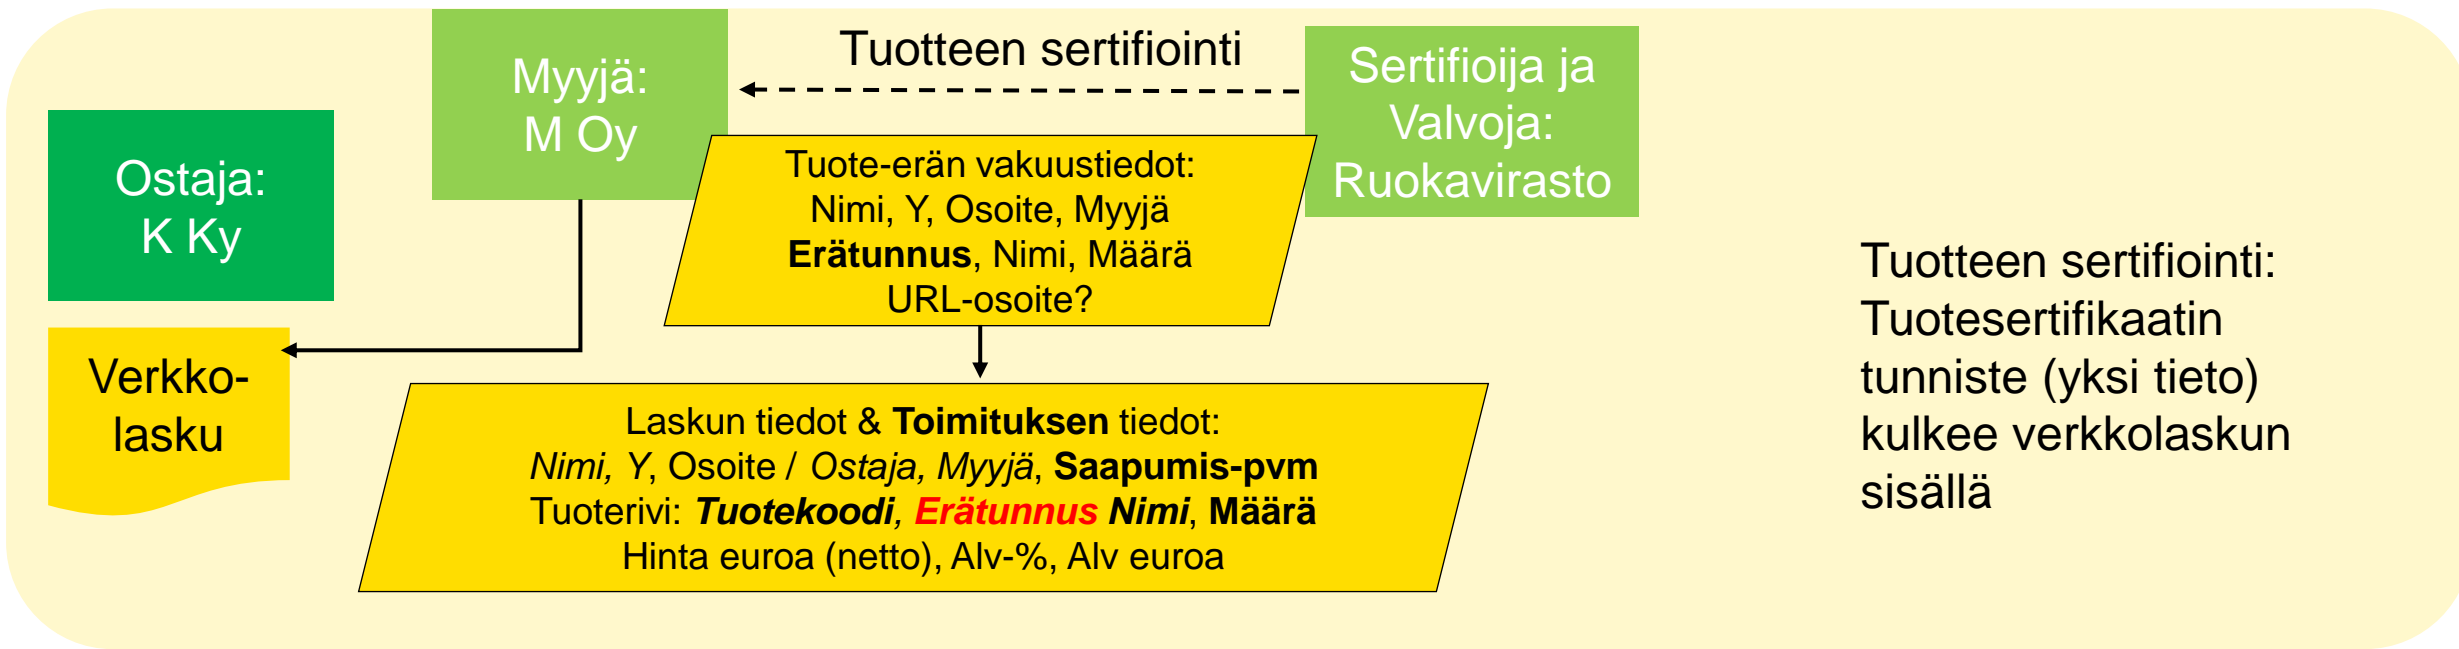 Ostaja:
K Ky
Verkko-
lasku
Myyjä:
M Oy
Tuotteen sertifiointi
Sertifioija ja
Valvoja:
Ruokavirasto
Tuote-erän vakuustiedot:
Nimi, Y, Osoite, Myyjä
Erätunnus, Nimi, Määrä
URL-osoite?
Laskun tiedot & Toimituksen tiedot:
Nimi, Y, Osoite / Ostaja, Myyjä, Saapumis-pvm
Tuoterivi: Tuotekoodi, Erätunnus Nimi, Määrä
Hinta euroa (netto), Alv-%, Alv euroa
Tuotteen sertifiointi:
Tuotesertifikaatin
tunniste (yksi tieto)
kulkee verkkolaskun
sisällä